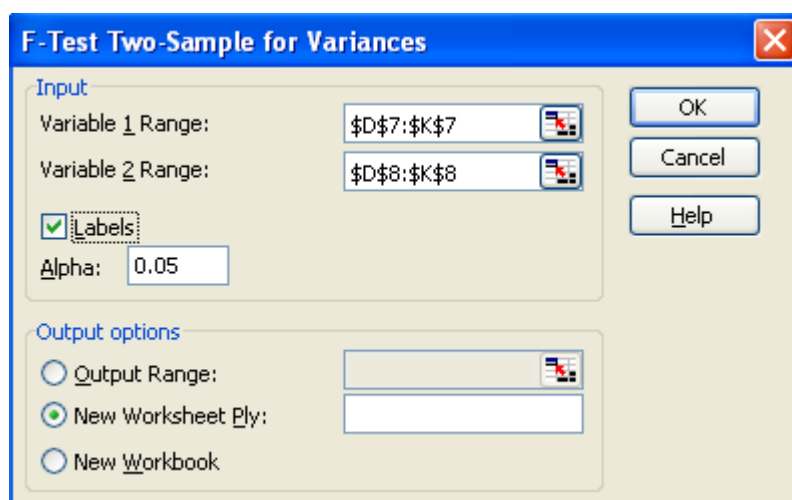 F-Test Two-Sample for Variances
Input
Variable 1 Range:
$D$7:$K$7
Variable 2 Range:
$D$8:$K$8
Labels
Alpha:
0.05
OK
Cancel
Help
Output options
Output Range:
New Worksheet Ply:
New Workbook